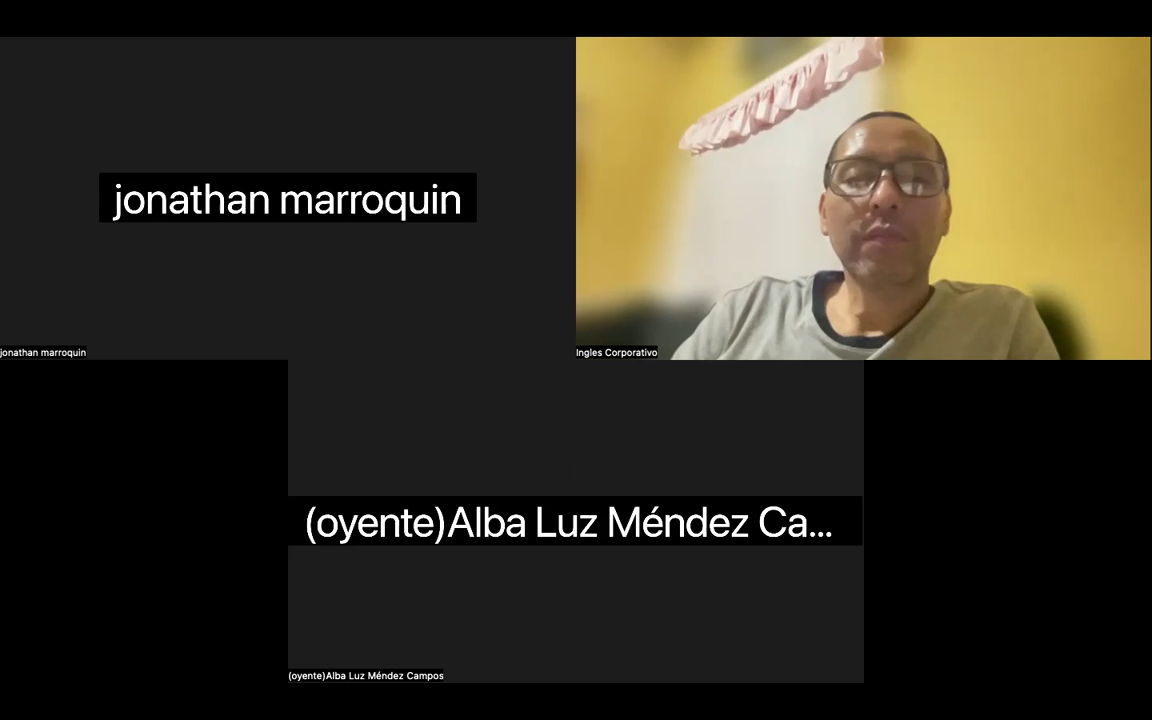 jonathan marroquin
jonathan marroquin
Ingles Corporativo
(oyente)Alba Luz Méndez Ca...
(oyente)Alba Luz Méndez Campos